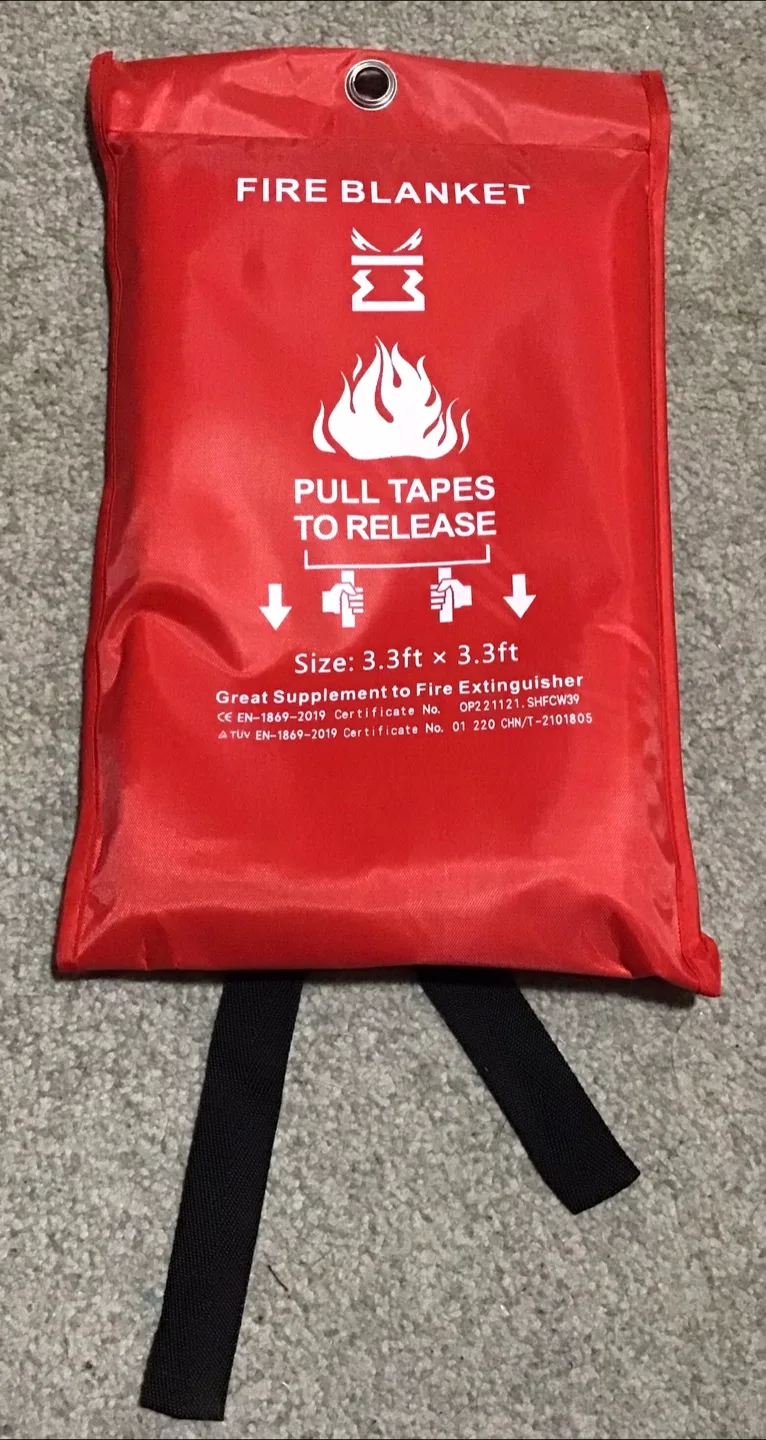 FIRE BLANKET
PULL TAPES
TO RELEASE
Size: 3.3ft × 3.3ft
Great Supplement to Fire Extinguisher
CE EN-1869-2019 Certificate No. OP221121.SHFCW39
TUV EN-1869-2019 Certificate No. 01 220 CHN/T-2101805